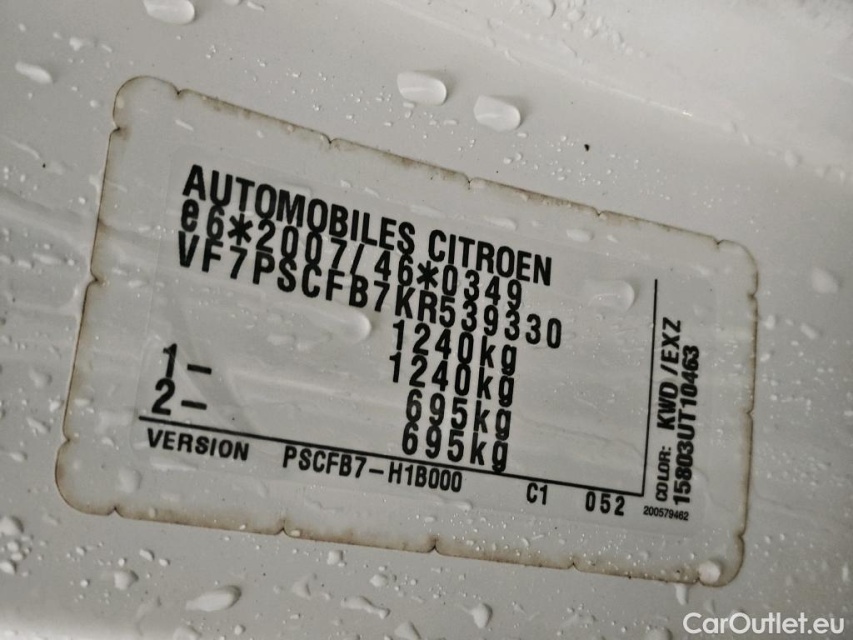 AUTOMOBILES CITROEN
e6*2007/46*0349
VF7PSCFB7KR539330
1240kg
1240kg
1- 695kg
2- 695kg
VERSION PSCFB7-H1B000 C1 052
COLOR: KWD /EXZ
15803UT10463
200579462
CarOutlet.eu